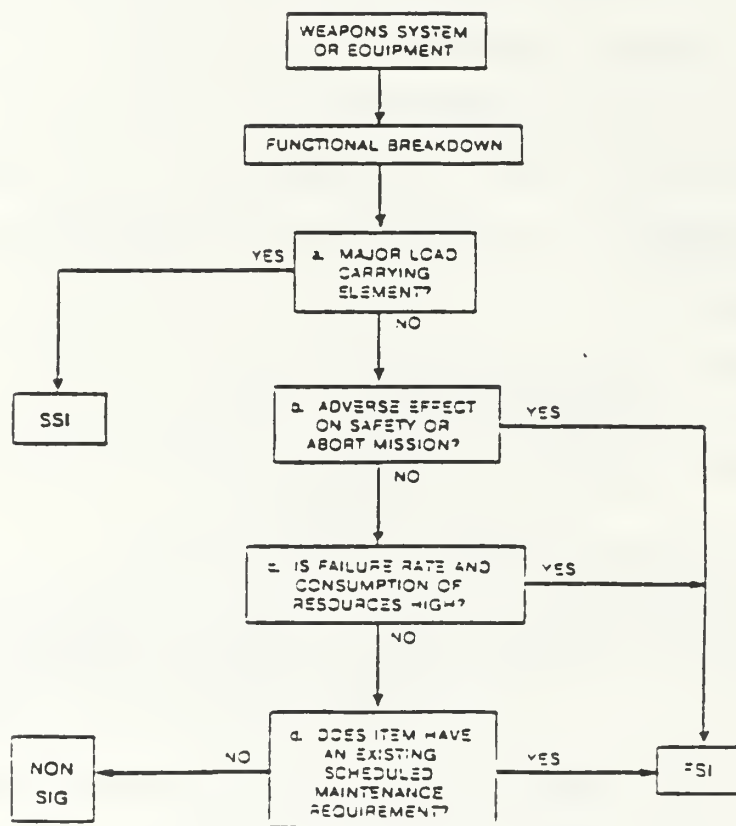 WEAPONS SYSTEM
OR EQUIPMENT
FUNCTIONAL BREAKDOWN
YES
a. MAJOR LOAD
CARRYING
ELEMENT?
NO
SSI
b. ADVERSE EFFECT
ON SAFETY OR
ABORT MISSION?
YES
NO
c. IS FAILURE RATE AND
CONSUMPTION OF
RESOURCES HIGH?
YES
NO
d. DOES ITEM HAVE
AN EXISTING
SCHEDULED
MAINTENANCE
REQUIREMENT?
NO
YES
NON
SIG
FSI